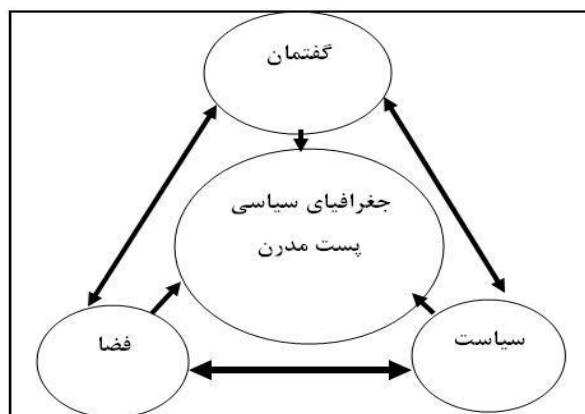 گفتمان
جغرافیای سیاسی
پست مدرن
فضا
سیاست